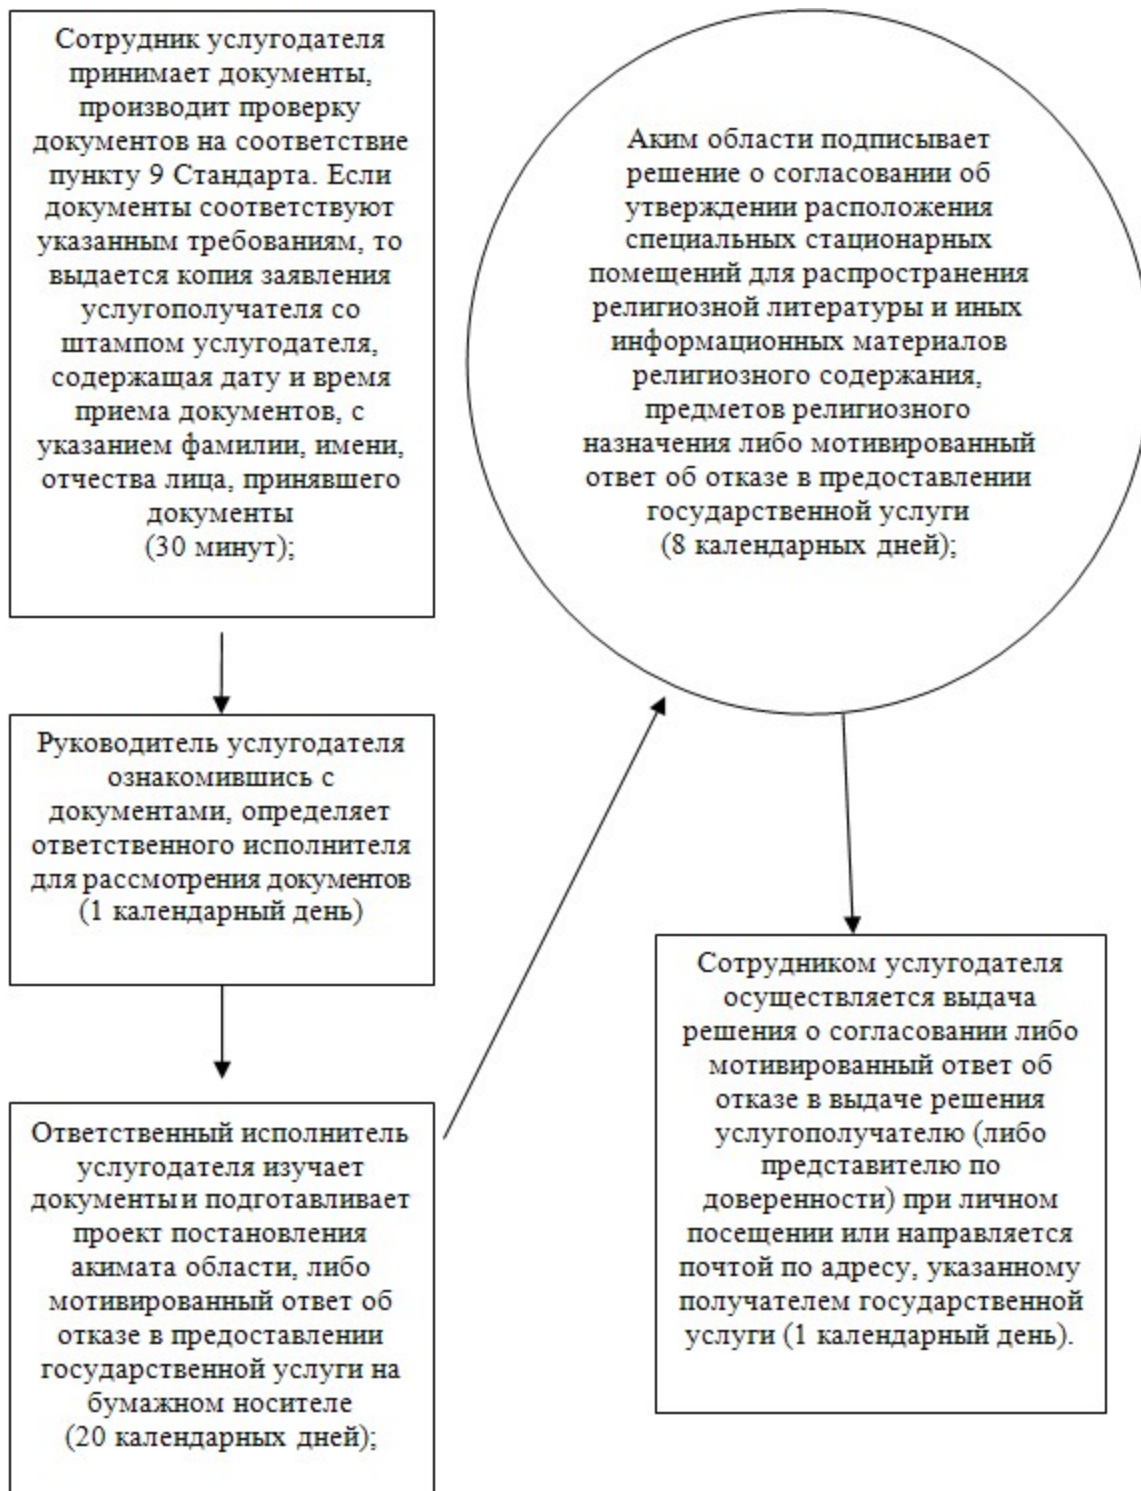 Сотрудник услугодателя
принимает документы,
производит проверку
документов на соответствие
пункту 9 Стандарта. Если
документы соответствуют
указанным требованиям, то
выдается копия заявления
услугополучателя со
штампом услугодателя,
содержащая дату и время
приема документов, с
указанием фамилии, имени,
отчества лица, принявшего
документы
(30 минут);
Руководитель услугодателя
ознакомившись с
документами, определяет
ответственного исполнителя
для рассмотрения документов
(1 календарный день)
Ответственный исполнитель
услугодателя изучает
документы и подготавливает
проект постановления
акимата области, либо
мотивированный ответ об
отказе в предоставлении
государственной услуги на
бумажном носителе
(20 календарных дней);
Аким области подписывает
решение о согласовании об
утверждении расположения
специальных стационарных
помещений для распространения
религиозной литературы и иных
информационных материалов
религиозного содержания,
предметов религиозного
назначения либо мотивированный
ответ об отказе в предоставлении
государственной услуги
(8 календарных дней);
Сотрудником услугодателя
осуществляется выдача
решения о согласовании либо
мотивированный ответ об
отказе в выдаче решения
услугополучателю (либо
представителю по
доверенности) при личном
посещении или направляется
почтой по адресу, указанному
получателем государственной
услуги (1 календарный день).